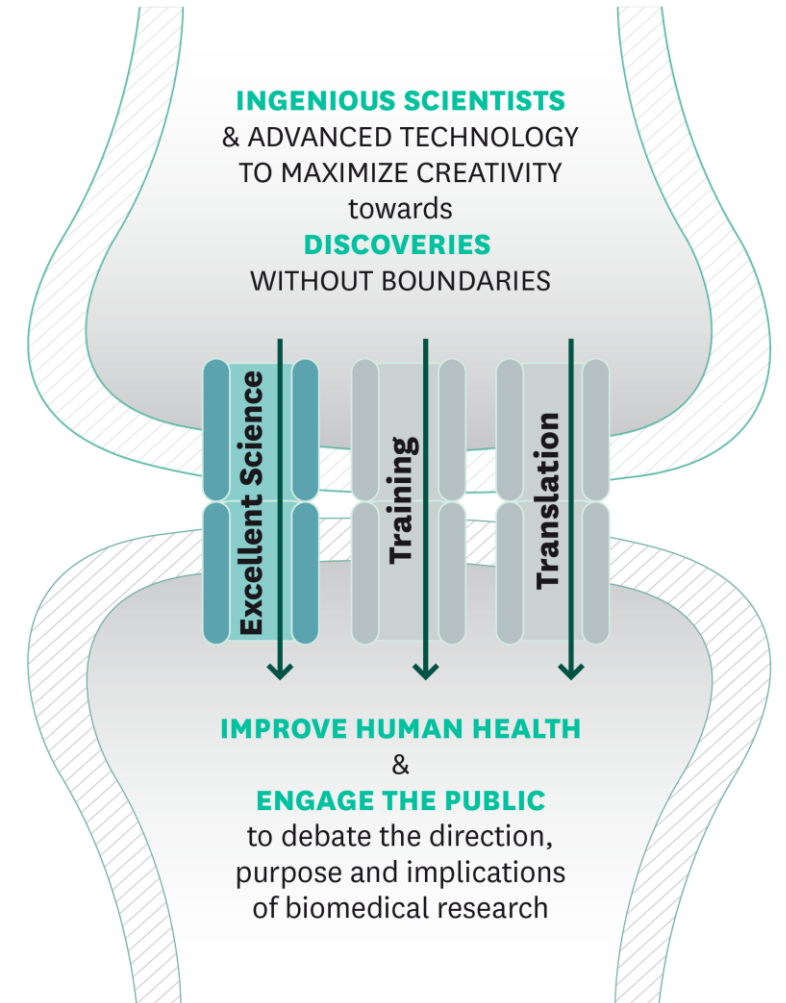 INGENIOUS SCIENTISTS
& ADVANCED TECHNOLOGY
TO MAXIMIZE CREATIVITY
towards
DISCOVERIES
WITHOUT BOUNDARIES
Excellent Science
Training
Translation
IMPROVE HUMAN HEALTH
&
ENGAGE THE PUBLIC
to debate the direction,
purpose and implications
of biomedical research